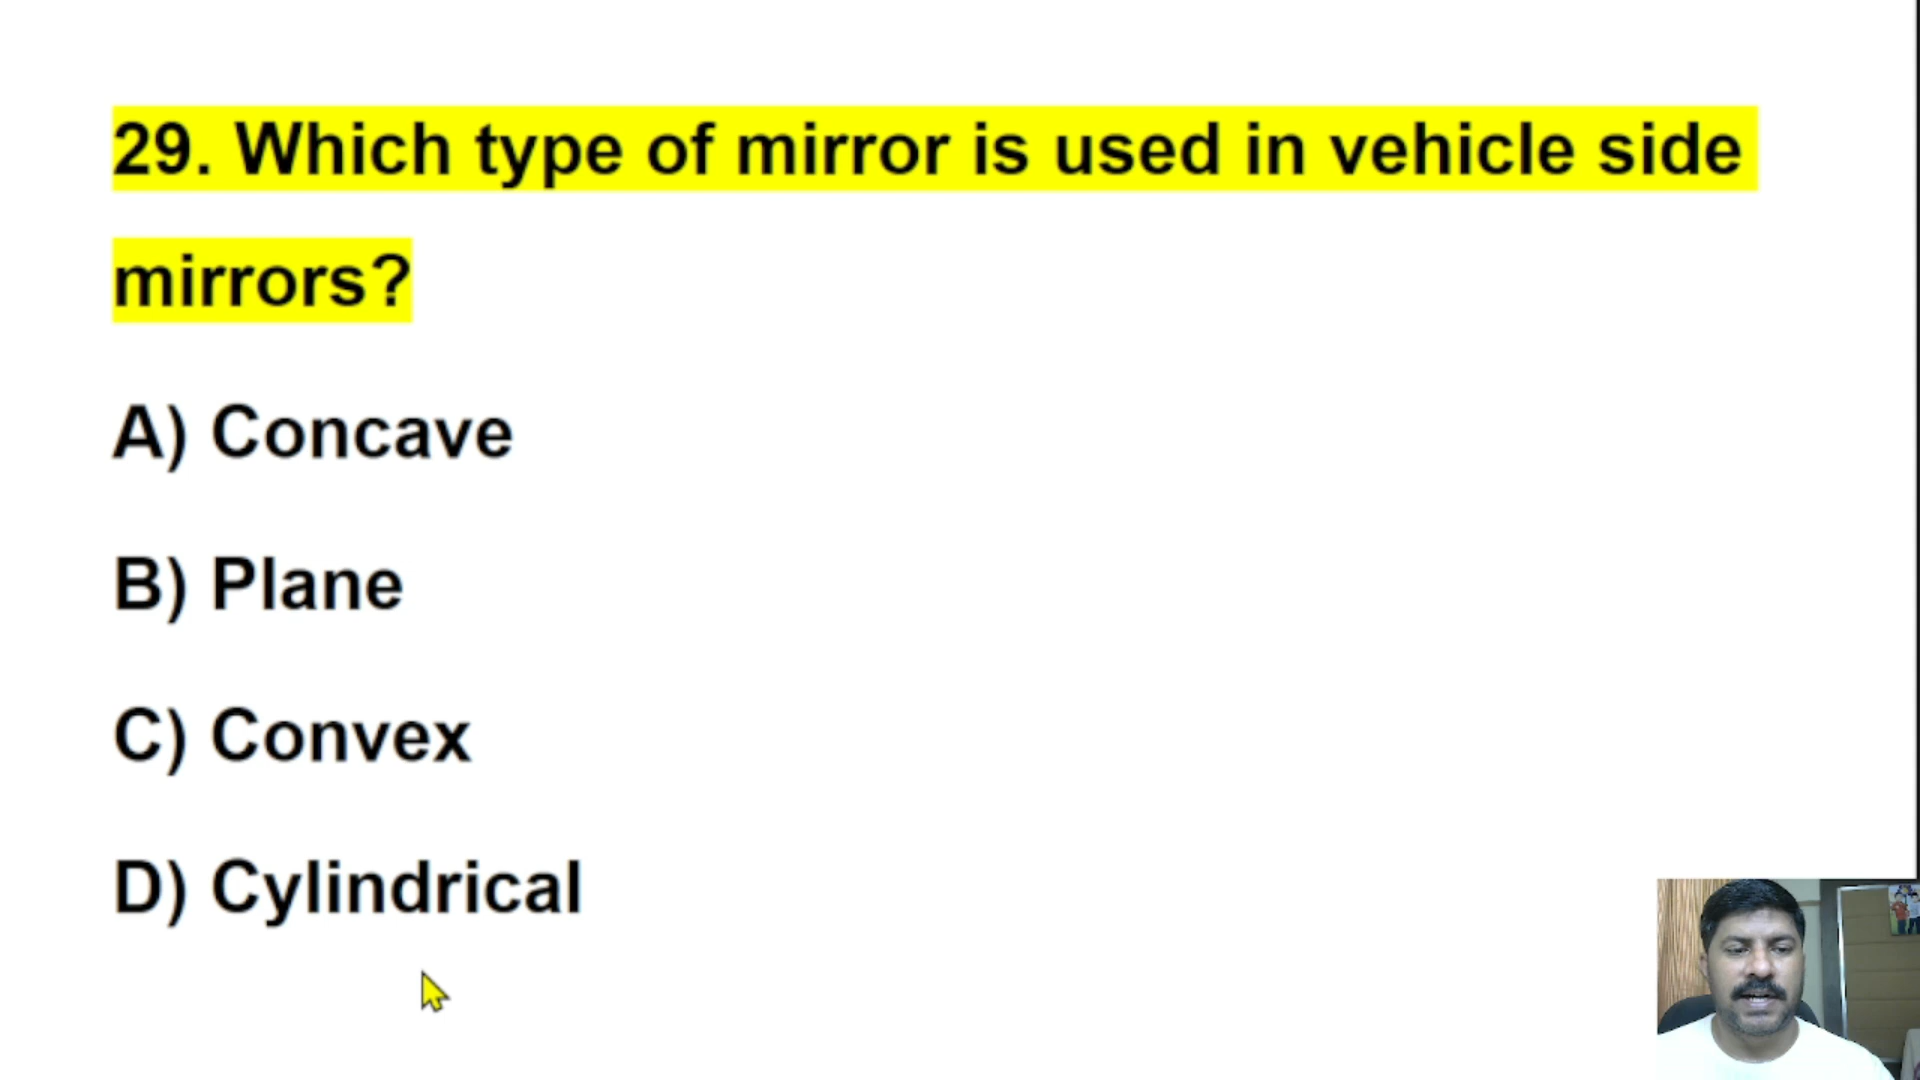 29. Which type of mirror is used in vehicle side
mirrors?
A) Concave
B) Plane
C) Convex
D) Cylindrical